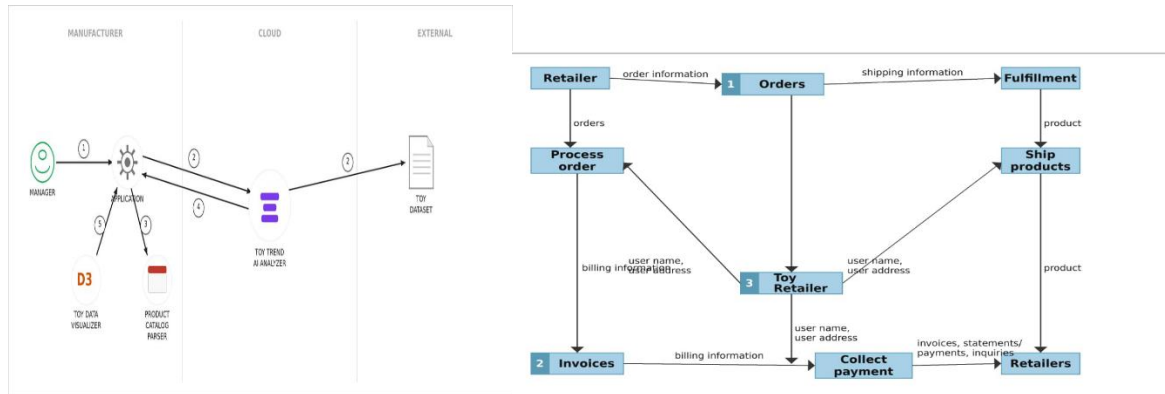 MANUFACTURER
CLOUD
EXTERNAL
1
2
2
4
MANAGER
APPLICATION
TOY
DATASET
5
3
TOY TREND
AI ANALYZER
D3
TOY DATA
VISUALIZER
PRODUCT
CATALOG
PARSER
Retailer
order information
1 Orders
shipping information
Fulfillment
orders
product
Process
order
Ship
products
billing information
user name,
user address
3 Toy
Retailer
user name,
user address
product
user name,
user address
2 Invoices
billing information
Collect
payment
invoices, statements/
payments, inquiries
Retailers